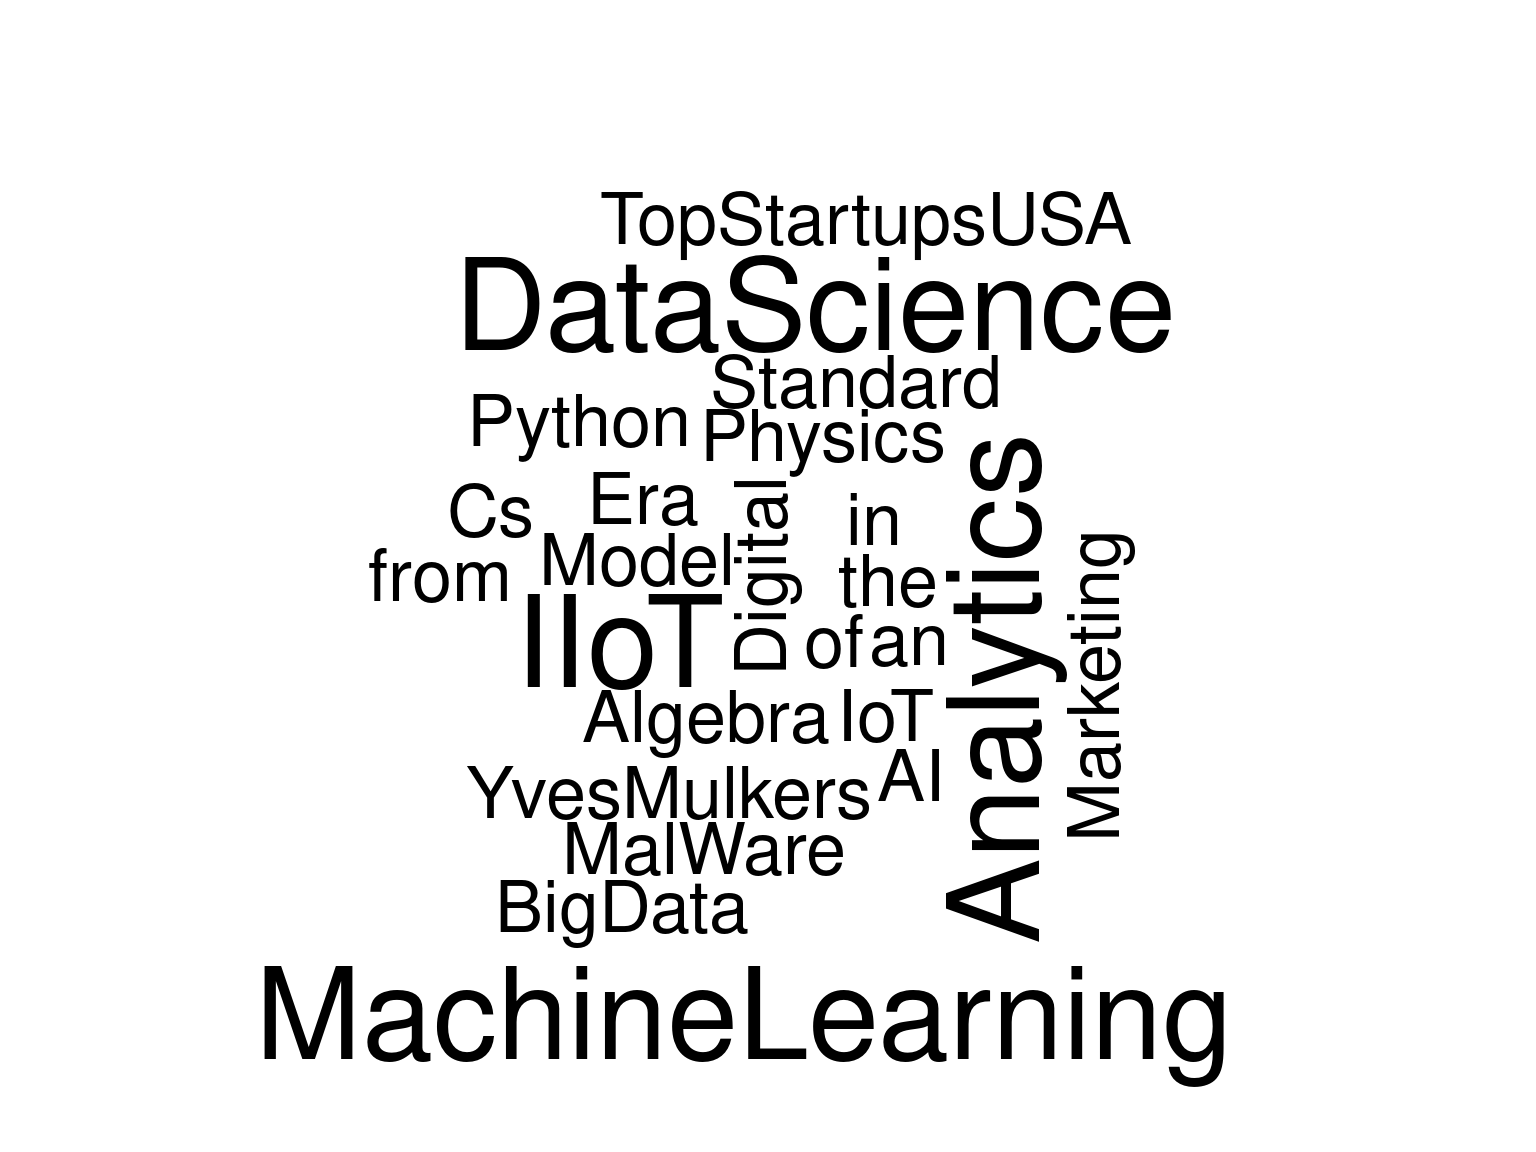 TopStartupsUSA
DataScience
Standard
Python
Physics
Analytics
Era
Cs
Digital
in
Marketing
Model
from
the
IIoT
of
an
Algebra
IoT
AI
YvesMulkers
MalWare
BigData
MachineLearning